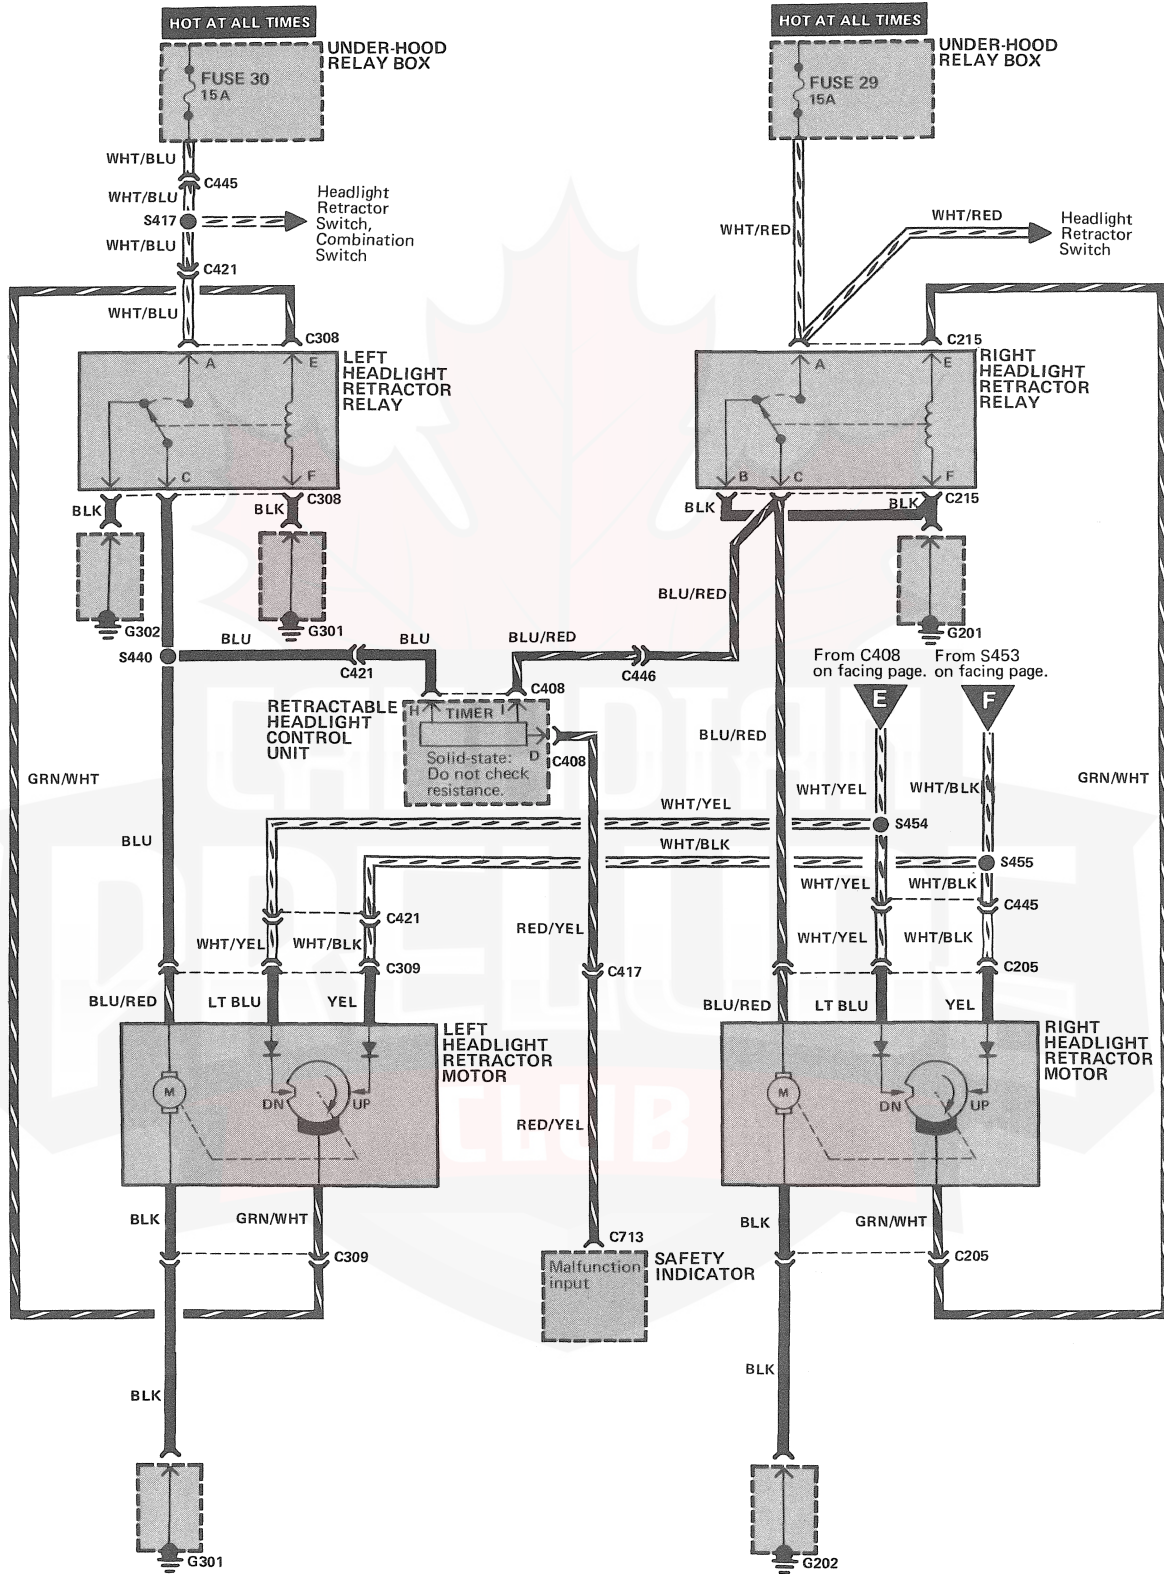 HOT AT ALL TIMES
HOT AT ALL TIMES
UNDER-HOOD
RELAY BOX
UNDER-HOOD
RELAY BOX
FUSE 30
15A
FUSE 29
15A
WHT/BLU
C445
WHT/BLU
S417
WHT/BLU
Headlight
Retractor
Switch,
Combination
Switch
WHT/RED
WHT/RED
Headlight
Retractor
Switch
C421
WHT/BLU
C308
C215
A
E
LEFT
HEADLIGHT
RETRACTOR
RELAY
A
E
RIGHT
HEADLIGHT
RETRACTOR
RELAY
C
F
B
C
F
C308
C215
BLK
BLK
BLK
BLK
BLU/RED
G302
G301
G201
S440
BLU
C421
BLU
BLU/RED
C446
C408
From C408
on facing page.
From S453
on facing page.
E
F
RETRACTABLE
HEADLIGHT
CONTROL
UNIT
H
TIMER
I
D
Solid-state:
Do not check
resistance.
C408
BLU/RED
GRN/WHT
GRN/WHT
WHT/YEL
WHT/BLK
WHT/YEL
S454
BLU
WHT/BLK
S455
WHT/YEL
WHT/BLK
C421
C445
WHT/YEL
WHT/BLK
RED/YEL
WHT/YEL
WHT/BLK
C309
C417
C205
BLU/RED
LT BLU
YEL
BLU/RED
LT BLU
YEL
LEFT
HEADLIGHT
RETRACTOR
MOTOR
RIGHT
HEADLIGHT
RETRACTOR
MOTOR
M
DN
UP
M
DN
UP
RED/YEL
BLK
GRN/WHT
BLK
GRN/WHT
C309
C713
C205
Malfunction
input
SAFETY
INDICATOR
BLK
BLK
G301
G202
CANADIAN
PRELUDE
CLUB